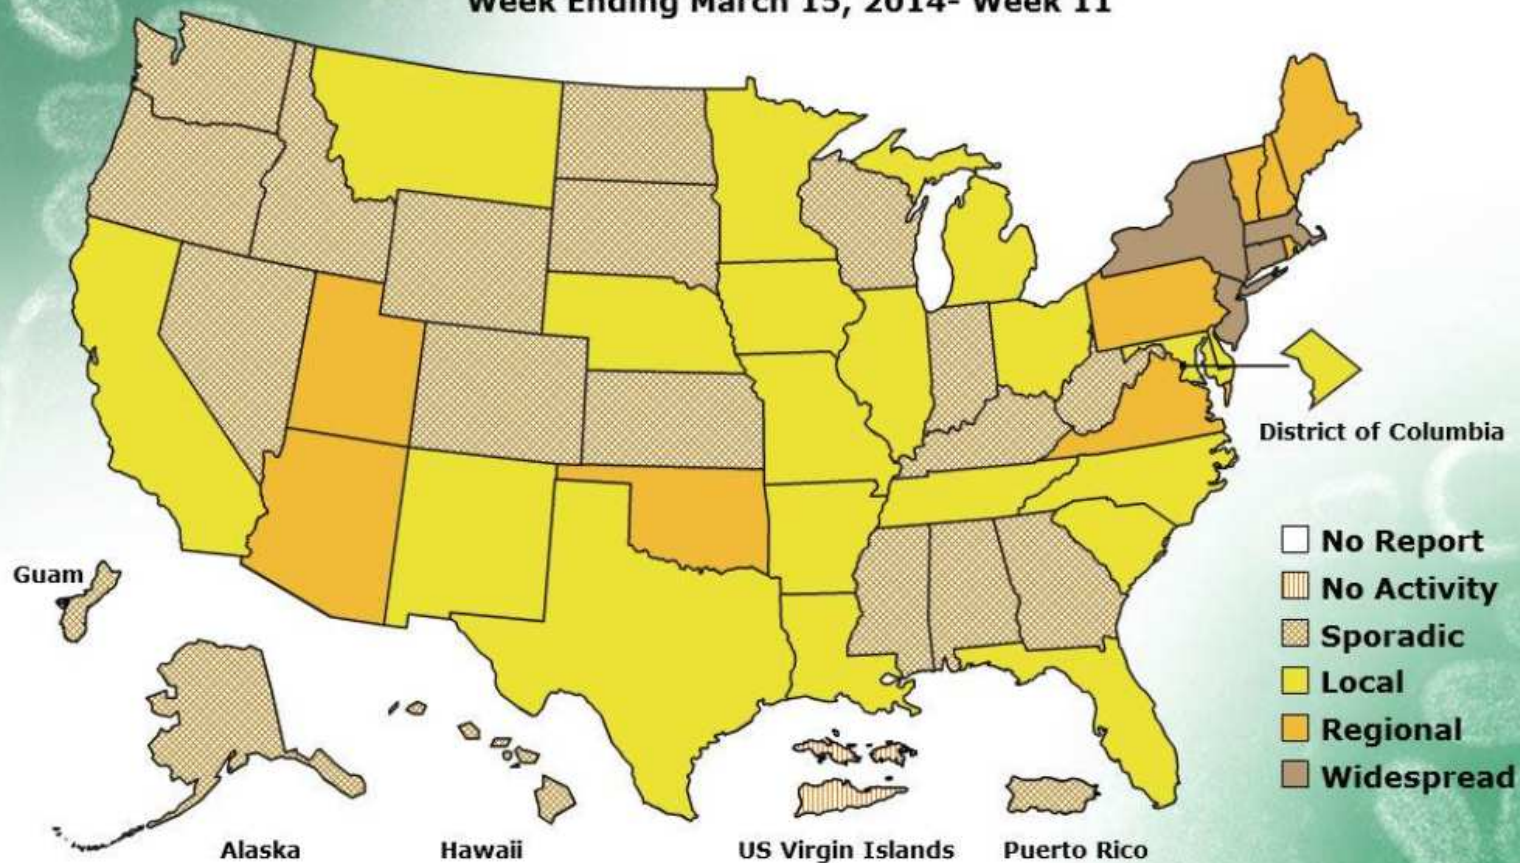 Week Ending March 15, 2014- Week 11
District of Columbia
No Report
No Activity
Sporadic
Local
Regional
Widespread
Guam
Alaska
Hawaii
US Virgin Islands
Puerto Rico